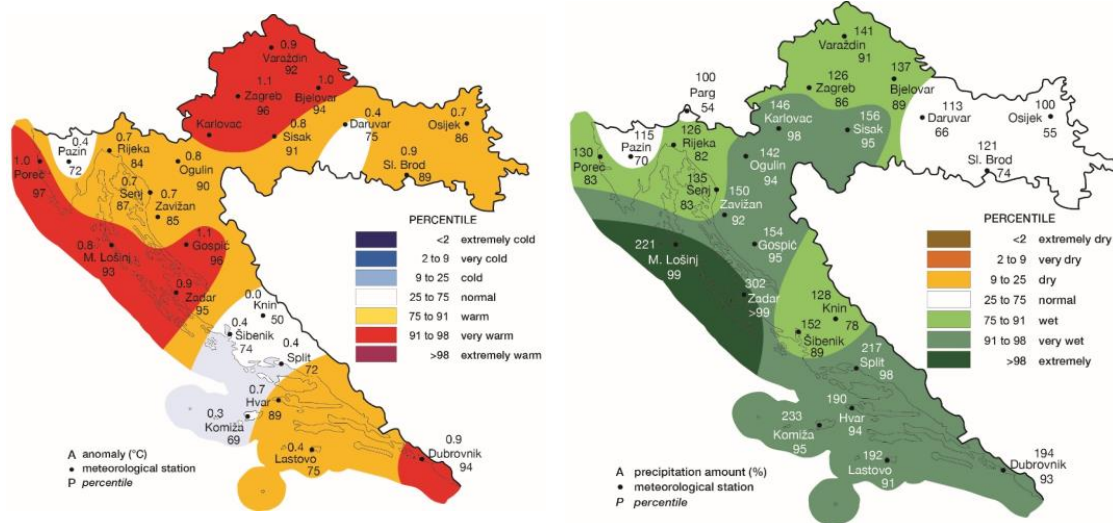 0.9
Varaždin
92
1.1
Zagreb
96
1.0
Bjelovar
94
Karlovac
0.8
Sisak
91
0.4
Daruvar
75
0.7
Osijek
86
0.9
Sl. Brod
89
0.4
Pazin
72
0.7
Rijeka
84
1.0
Poreč
97
0.8
Ogulin
90
0.7
Senj
87
0.7
Zavižan
85
0.8
M. Lošinj
93
1.1
Gospić
96
0.9
Zadar
95
0.0
Knin
50
0.4
Šibenik
74
0.4
Split
72
0.7
Hvar
89
0.3
Komiža
69
0.4
Lastovo
75
0.9
Dubrovnik
94
PERCENTILE
<2 extremely cold
2 to 9 very cold
9 to 25 cold
25 to 75 normal
75 to 91 warm
91 to 98 very warm
>98 extremely warm
A anomaly (°C)
• meteorological station
P percentile
141
Varaždin
91
126
Zagreb
86
137
Bjelovar
89
100
Parg
54
146
Karlovac
98
156
Sisak
95
113
Daruvar
66
100
Osijek
55
121
Sl. Brod
74
115
Pazin
70
126
Rijeka
82
130
Poreč
83
142
Ogulin
94
135
Senj
83
150
Zavižan
92
154
Gospić
95
221
M. Lošinj
99
302
Zadar
>99
128
Knin
78
152
Šibenik
89
217
Split
98
190
Hvar
94
233
Komiža
95
192
Lastovo
91
194
Dubrovnik
93
PERCENTILE
<2 extremely dry
2 to 9 very dry
9 to 25 dry
25 to 75 normal
75 to 91 wet
91 to 98 very wet
>98 extremely
A precipitation amount (%)
• meteorological station
P percentile